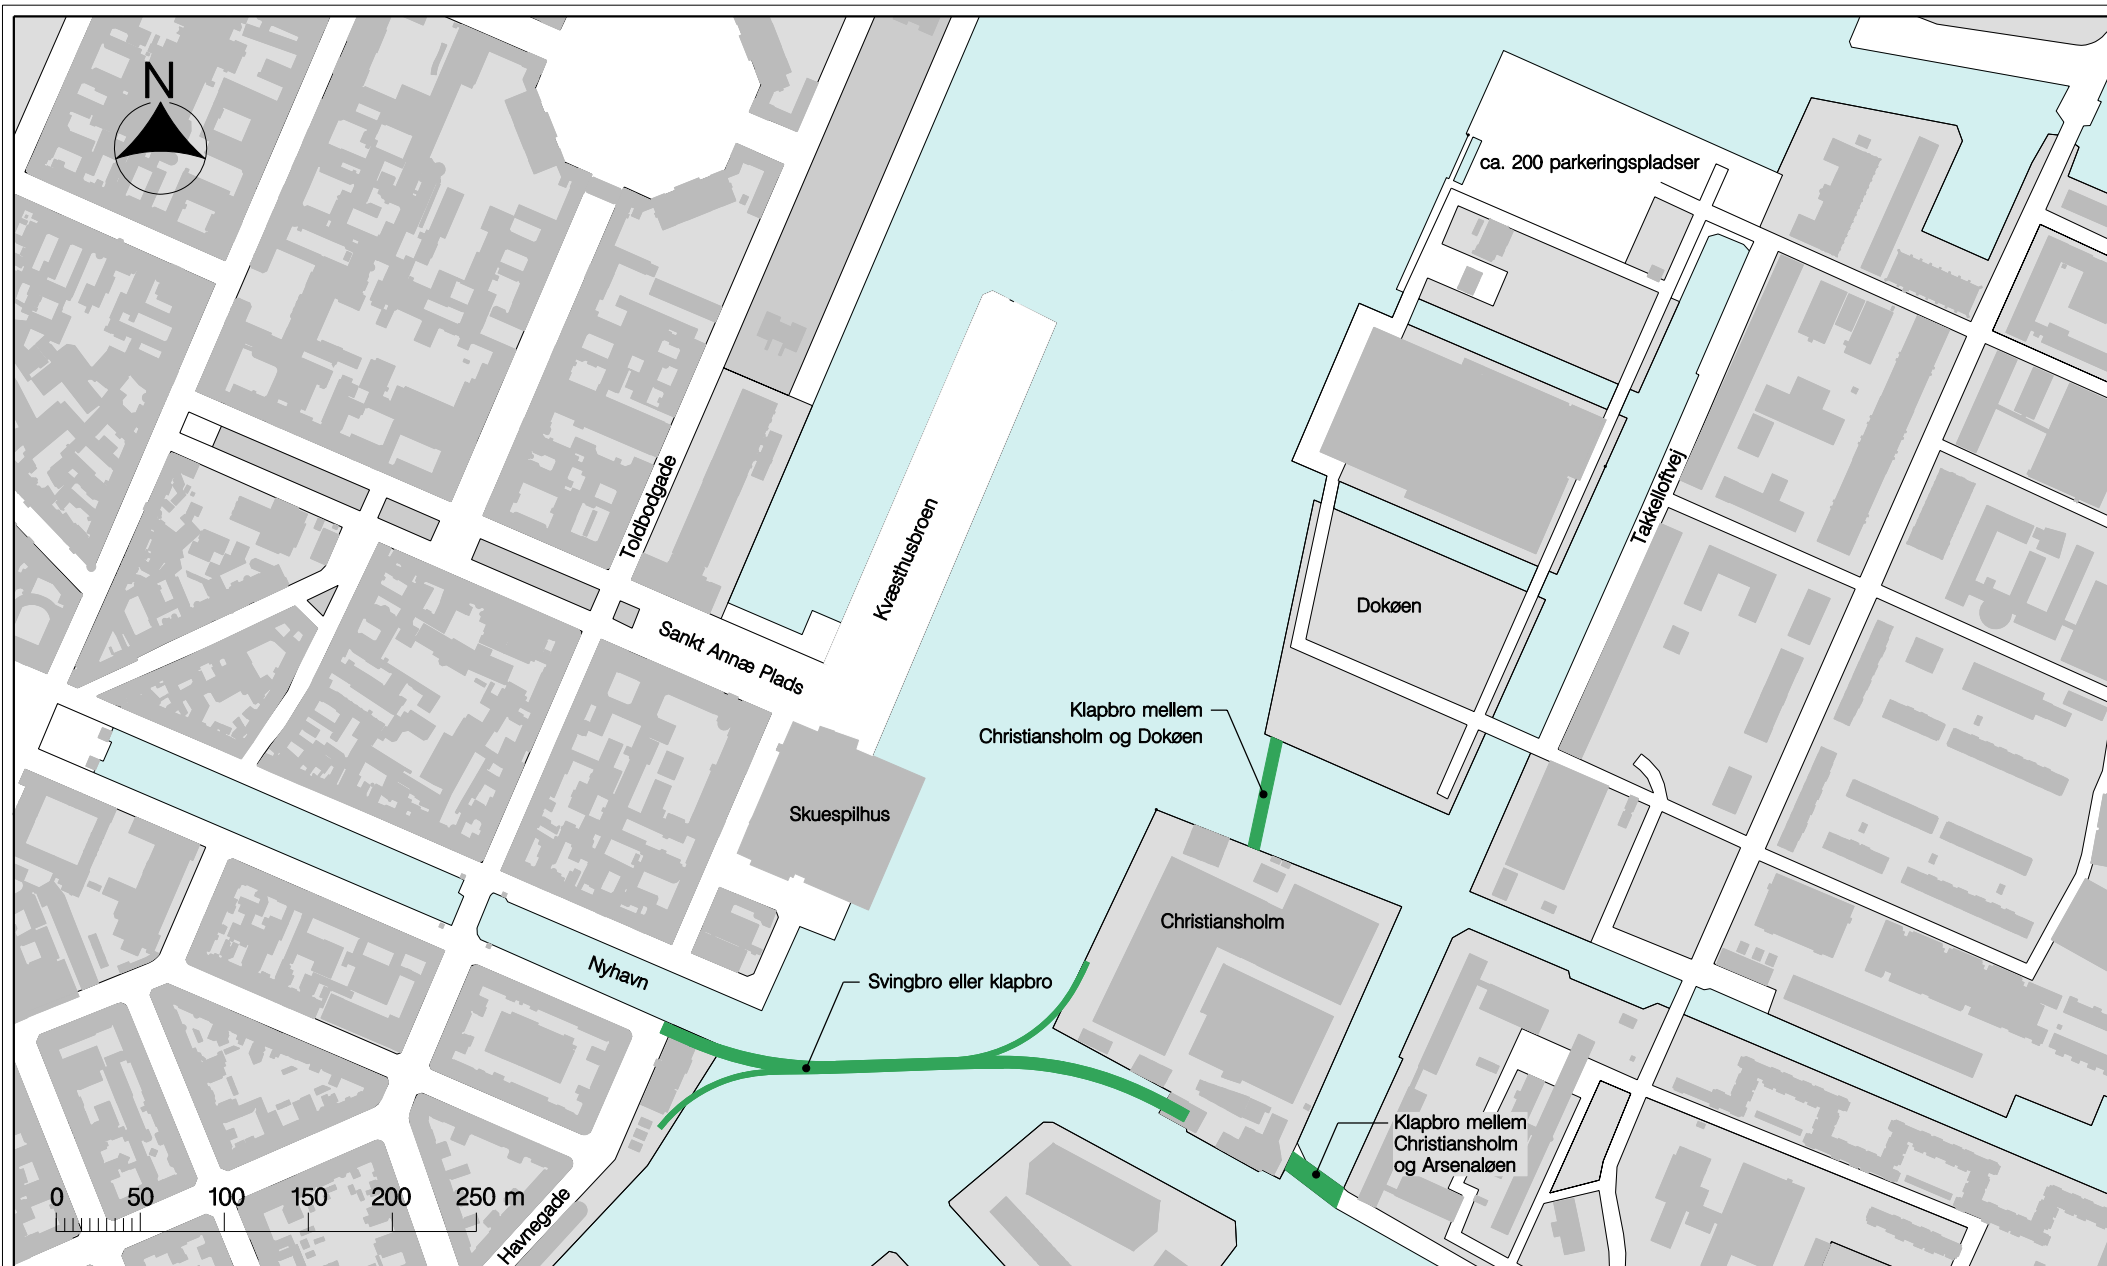 N
ca. 200 parkeringspladser
Toldbodgade
Takkelloftvej
Kvæsthusbroen
Dokøen
Sankt Annæ Plads
Klapbro mellem
Christiansholm og Dokøen
Skuespilhus
Christiansholm
Nyhavn
Svingbro eller klapbro
Klapbro mellem
Christiansholm
og Arsenaløen
0 50 100 150 200 250 m
Havnegade